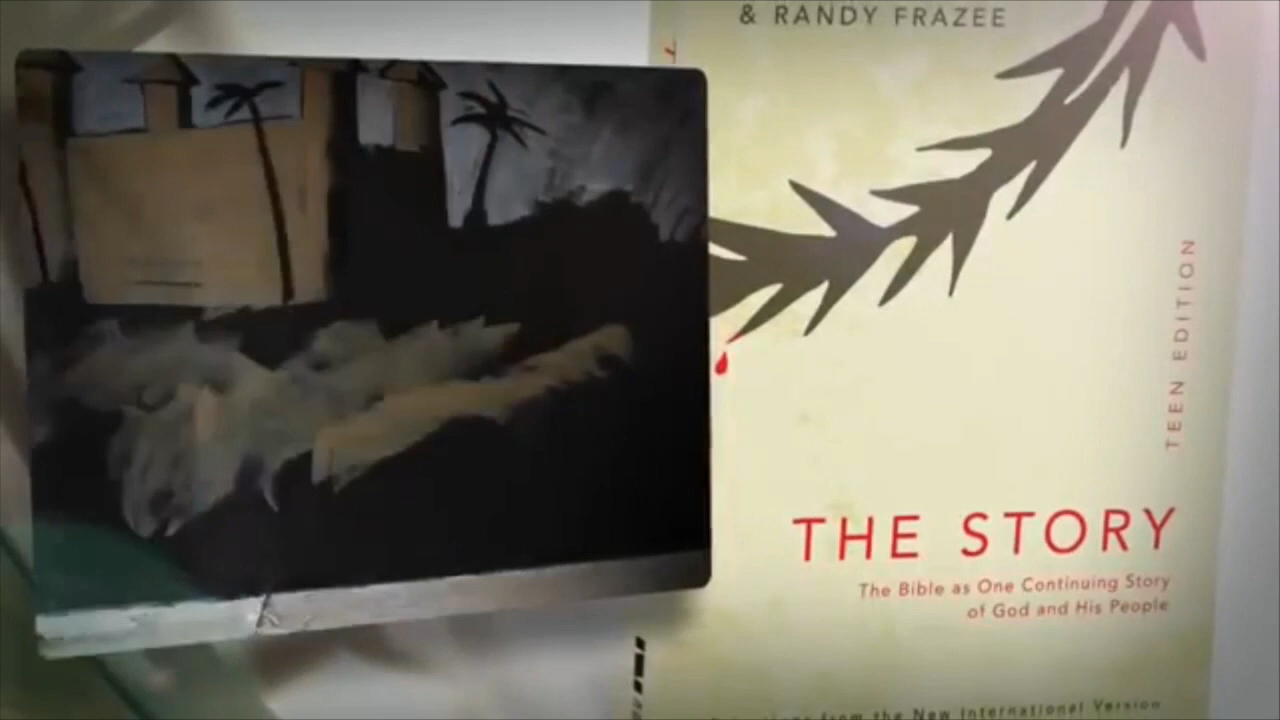 & RANDY FRAZEE
TEEN EDITION
THE STORY
The Bible as One Continuing Story
of God and His People
from the New International Version